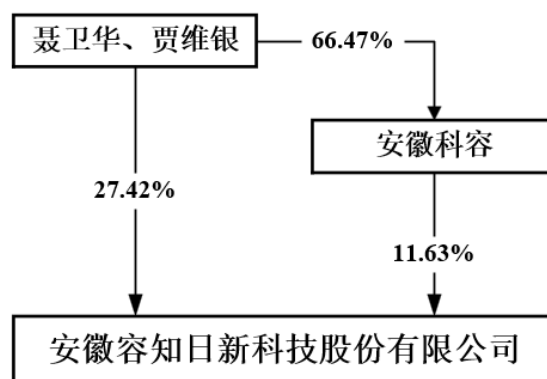 聂卫华、贾维银
66.47%
安徽科容
27.42%
11.63%
安徽容知日新科技股份有限公司